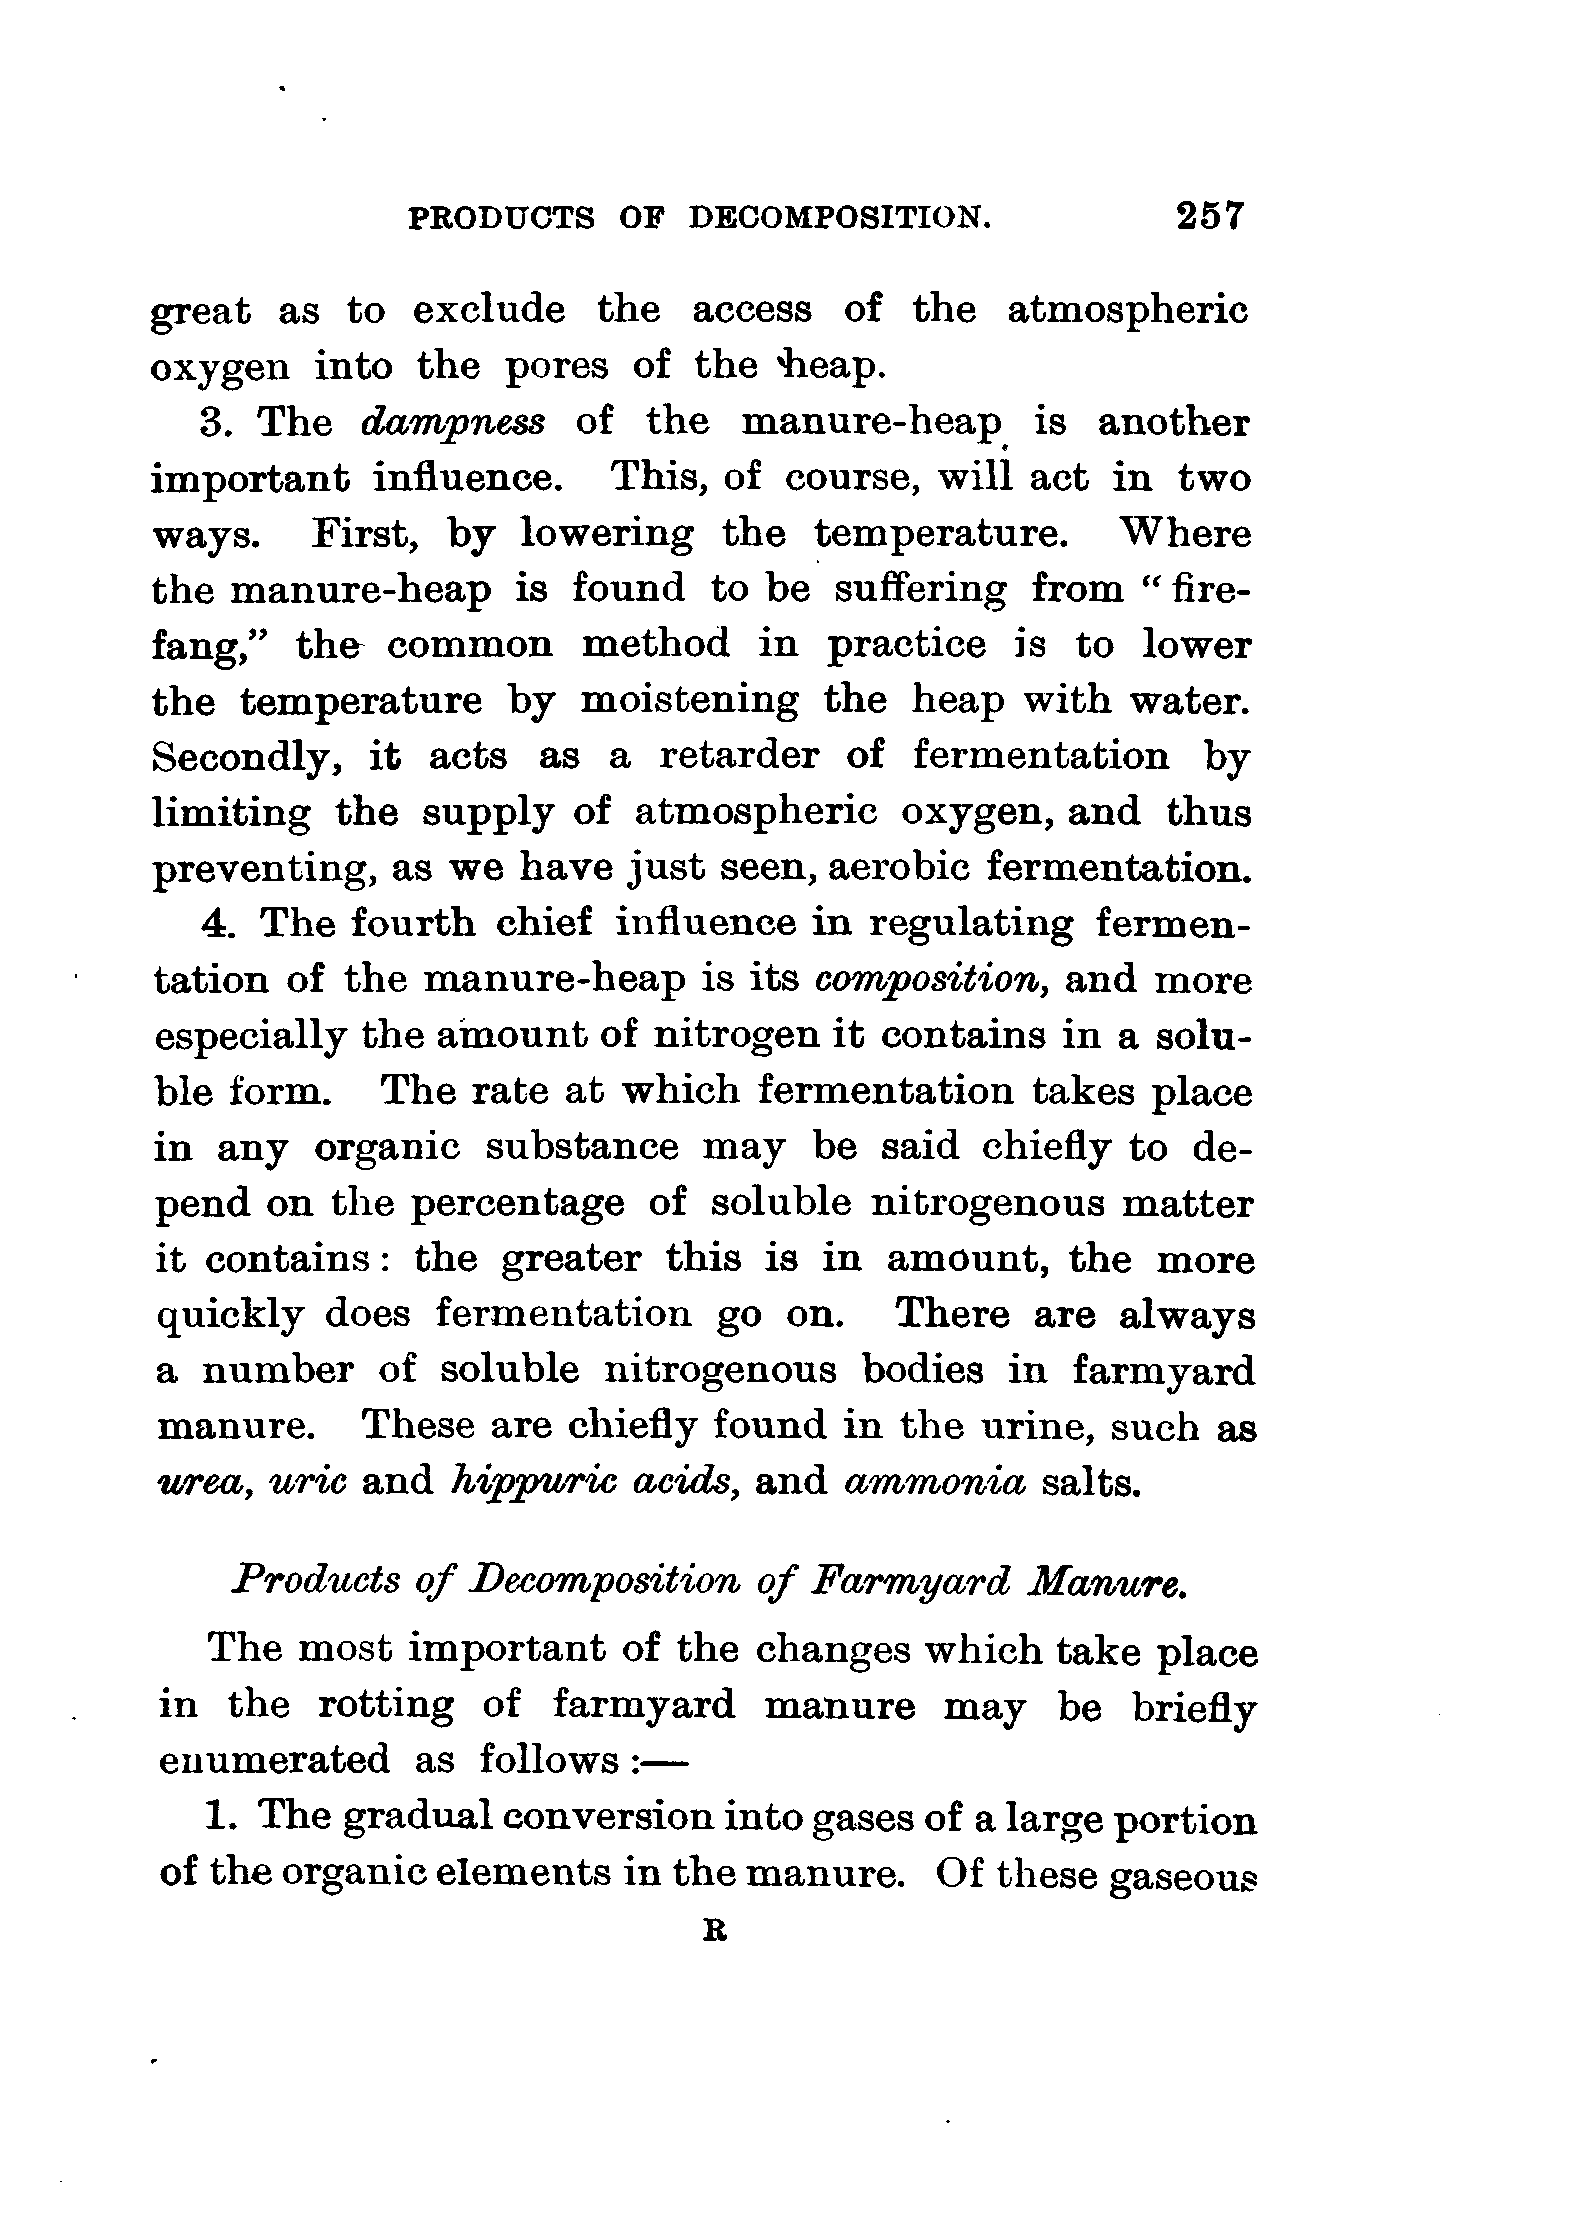 PRODUCTS OF DECOMPOSITION. 257
great as to exclude the access of the atmospheric
oxygen into the pores of the heap.
3. The dampness of the manure-heap is another
important influence. This, of course, will act in two
ways. First, by lowering the temperature. Where
the manure-heap is found to be suffering from “ fire-
fang,” the common method in practice is to lower
the temperature by moistening the heap with water.
Secondly, it acts as a retarder of fermentation by
limiting the supply of atmospheric oxygen, and thus
preventing, as we have just seen, aerobic fermentation.
4. The fourth chief influence in regulating fermen-
tation of the manure-heap is its composition, and more
especially the amount of nitrogen it contains in a solu-
ble form. The rate at which fermentation takes place
in any organic substance may be said chiefly to de-
pend on the percentage of soluble nitrogenous matter
it contains : the greater this is in amount, the more
quickly does fermentation go on. There are always
a number of soluble nitrogenous bodies in farmyard
manure. These are chiefly found in the urine, such as
urea, uric and hippuric acids, and ammonia salts.
Products of Decomposition of Farmyard Manure.
The most important of the changes which take place
in the rotting of farmyard manure may be briefly
enumerated as follows :—
1. The gradual conversion into gases of a large portion
of the organic elements in the manure. Of these gaseous
R